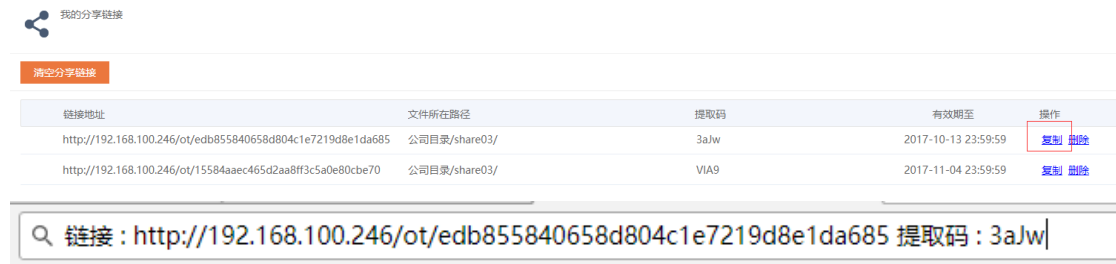 我的分享链接
清空分享链接
链接地址 文件所在路径 提取码 有效期至 操作
http://192.168.100.246/ot/edb855840658d804c1e7219d8e1da685 公司目录/share03/ 3aJw 2017-10-13 23:59:59 复制 删除
http://192.168.100.246/ot/15584aaec465d2aa8ff3c5a0e80cbe70 公司目录/share03/ VIA9 2017-11-04 23:59:59 复制 删除
链接 : http://192.168.100.246/ot/edb855840658d804c1e7219d8e1da685 提取码 : 3aJw